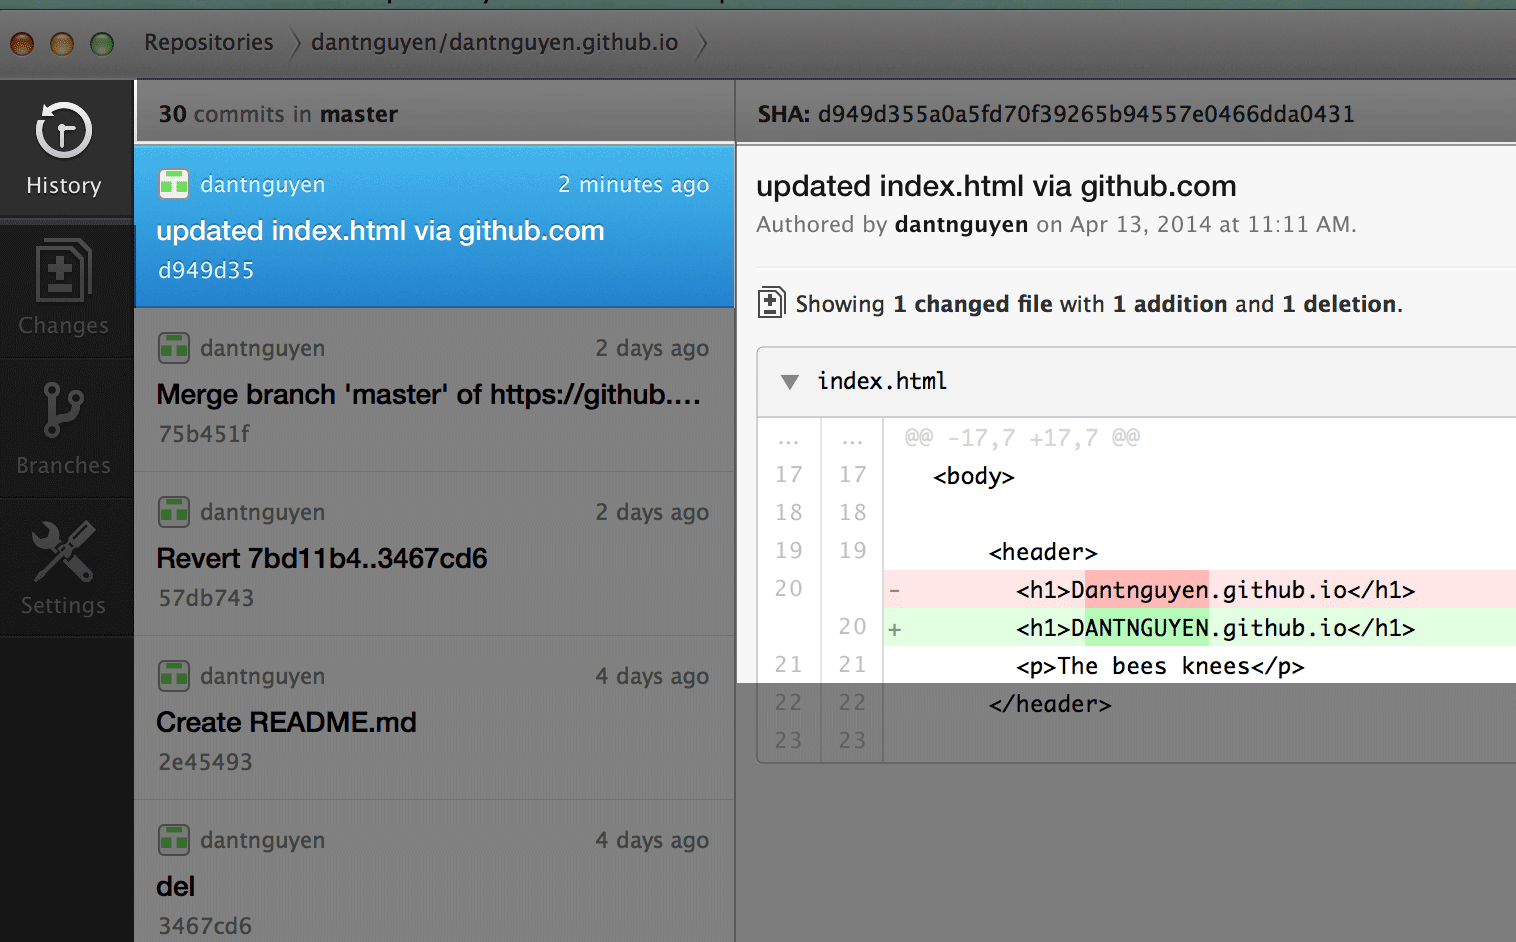 Repositories dantnguyen/dantnguyen.github.io
History
Changes
Branches
Settings
30 commits in master
dantnguyen 2 minutes ago
updated index.html via github.com
d949d35
dantnguyen 2 days ago
Merge branch 'master' of https://github.…
75b451f
dantnguyen 2 days ago
Revert 7bd11b4..3467cd6
57db743
dantnguyen 4 days ago
Create README.md
2e45493
dantnguyen 4 days ago
del
3467cd6
SHA: d949d355a0a5fd70f39265b94557e0466dda0431
updated index.html via github.com
Authored by dantnguyen on Apr 13, 2014 at 11:11 AM.
Showing 1 changed file with 1 addition and 1 deletion.
index.html
... ... @@ -17,7 +17,7 @@
17 17 <body>
18 18
19 19 <header>
20 - <h1>Dantnguyen.github.io</h1>
20 + <h1>DANTNGUYEN.github.io</h1>
21 21 <p>The bees knees</p>
22 22 </header>
23 23